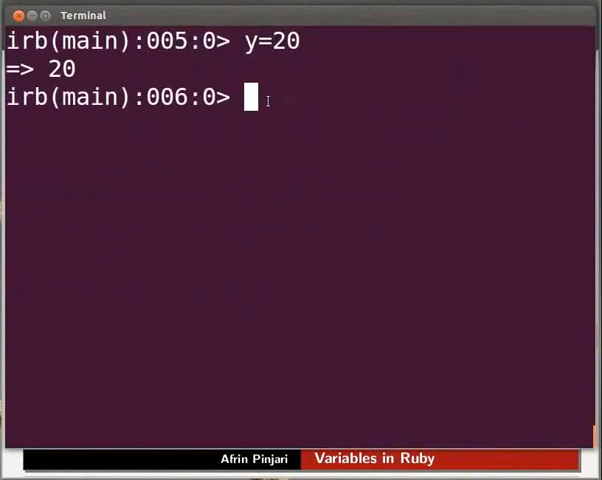 Terminal
irb(main):005:0> y=20
=> 20
irb(main):006:0>
Afrin Pinjari
Variables in Ruby